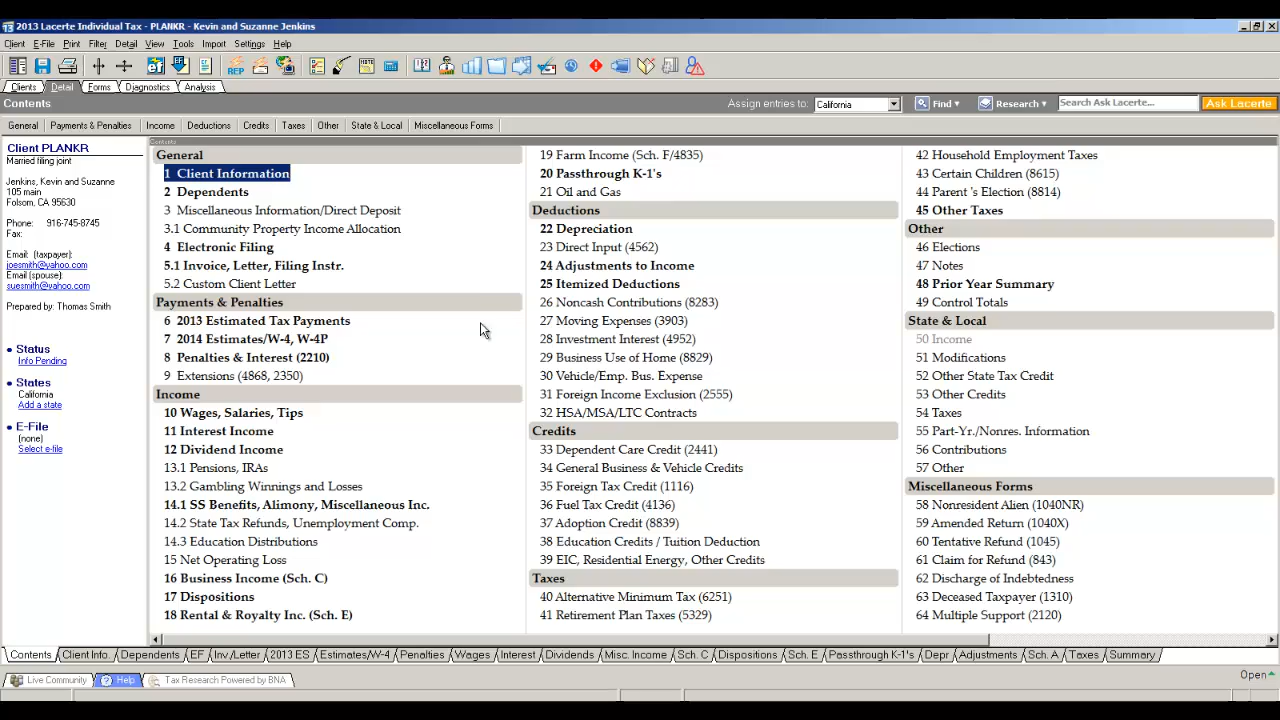 2013 Lacerte Individual Tax - PLANKR - Kevin and Suzanne Jenkins
Client E-File Print Filter Detail View Tools Import Settings Help
Clients Detail Forms Diagnostics Analysis
Contents Assign entries to: California Find Research Search Ask Lacerte... Ask Lacerte
General Payments & Penalties Income Deductions Credits Taxes Other State & Local Miscellaneous Forms
Client PLANKR
Married filing joint
Jenkins, Kevin and Suzanne
105 main
Folsom, CA 95630
Phone: 916-745-8745
Fax:
Email: (taxpayer):
joesmith@yahoo.com
Email (spouse):
suesmith@yahoo.com
Prepared by: Thomas Smith
Status
Info Pending
States
California
Add a state
E-File
(none)
Select e-file
Contents
General
1 Client Information
2 Dependents
3 Miscellaneous Information/Direct Deposit
3.1 Community Property Income Allocation
4 Electronic Filing
5.1 Invoice, Letter, Filing Instr.
5.2 Custom Client Letter
Payments & Penalties
6 2013 Estimated Tax Payments
7 2014 Estimates/W-4, W-4P
8 Penalties & Interest (2210)
9 Extensions (4868, 2350)
Income
10 Wages, Salaries, Tips
11 Interest Income
12 Dividend Income
13.1 Pensions, IRAs
13.2 Gambling Winnings and Losses
14.1 SS Benefits, Alimony, Miscellaneous Inc.
14.2 State Tax Refunds, Unemployment Comp.
14.3 Education Distributions
15 Net Operating Loss
16 Business Income (Sch. C)
17 Dispositions
18 Rental & Royalty Inc. (Sch. E)
19 Farm Income (Sch. F/4835)
20 Passthrough K-1's
21 Oil and Gas
Deductions
22 Depreciation
23 Direct Input (4562)
24 Adjustments to Income
25 Itemized Deductions
26 Noncash Contributions (8283)
27 Moving Expenses (3903)
28 Investment Interest (4952)
29 Business Use of Home (8829)
30 Vehicle/Emp. Bus. Expense
31 Foreign Income Exclusion (2555)
32 HSA/MSA/LTC Contracts
Credits
33 Dependent Care Credit (2441)
34 General Business & Vehicle Credits
35 Foreign Tax Credit (1116)
36 Fuel Tax Credit (4136)
37 Adoption Credit (8839)
38 Education Credits / Tuition Deduction
39 EIC, Residential Energy, Other Credits
Taxes
40 Alternative Minimum Tax (6251)
41 Retirement Plan Taxes (5329)
42 Household Employment Taxes
43 Certain Children (8615)
44 Parent 's Election (8814)
45 Other Taxes
Other
46 Elections
47 Notes
48 Prior Year Summary
49 Control Totals
State & Local
50 Income
51 Modifications
52 Other State Tax Credit
53 Other Credits
54 Taxes
55 Part-Yr./Nonres. Information
56 Contributions
57 Other
Miscellaneous Forms
58 Nonresident Alien (1040NR)
59 Amended Return (1040X)
60 Tentative Refund (1045)
61 Claim for Refund (843)
62 Discharge of Indebtedness
63 Deceased Taxpayer (1310)
64 Multiple Support (2120)
Contents Client Info. Dependents EF Inv./Letter 2013 ES Estimates/W-4 Penalties Wages Interest Dividends Misc. Income Sch. C Dispositions Sch. E Passthrough K-1's Depr Adjustments Sch. A Taxes Summary
Live Community Help Tax Research Powered by BNA Open